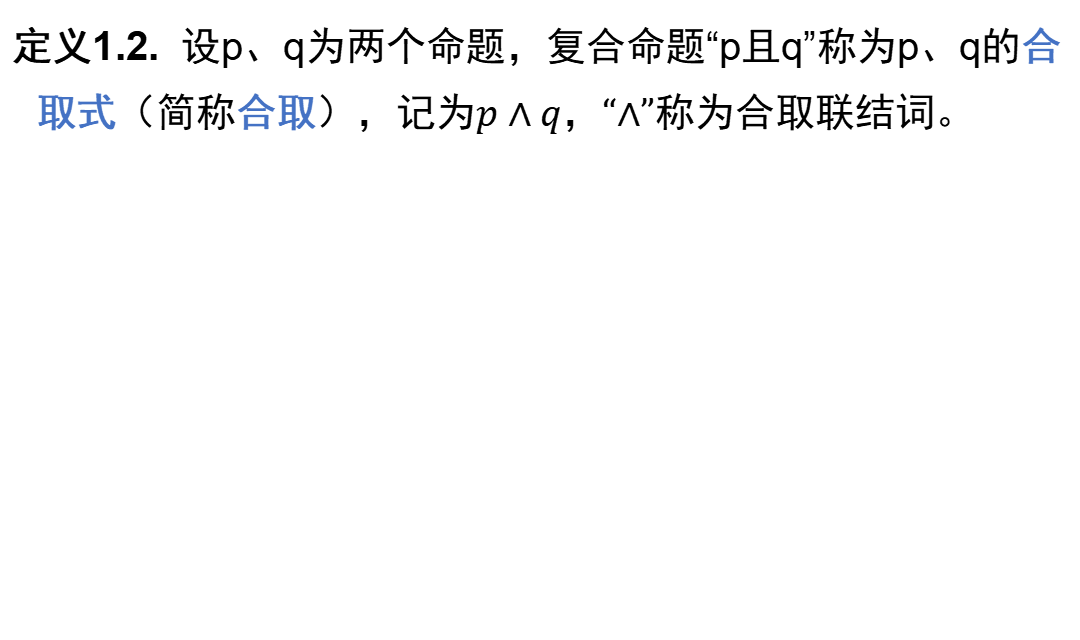 定义1.2. 设p、q为两个命题，复合命题“p且q”称为p、q的合
取式（简称合取），记为𝑝 ∧ 𝑞，“∧”称为合取联结词。